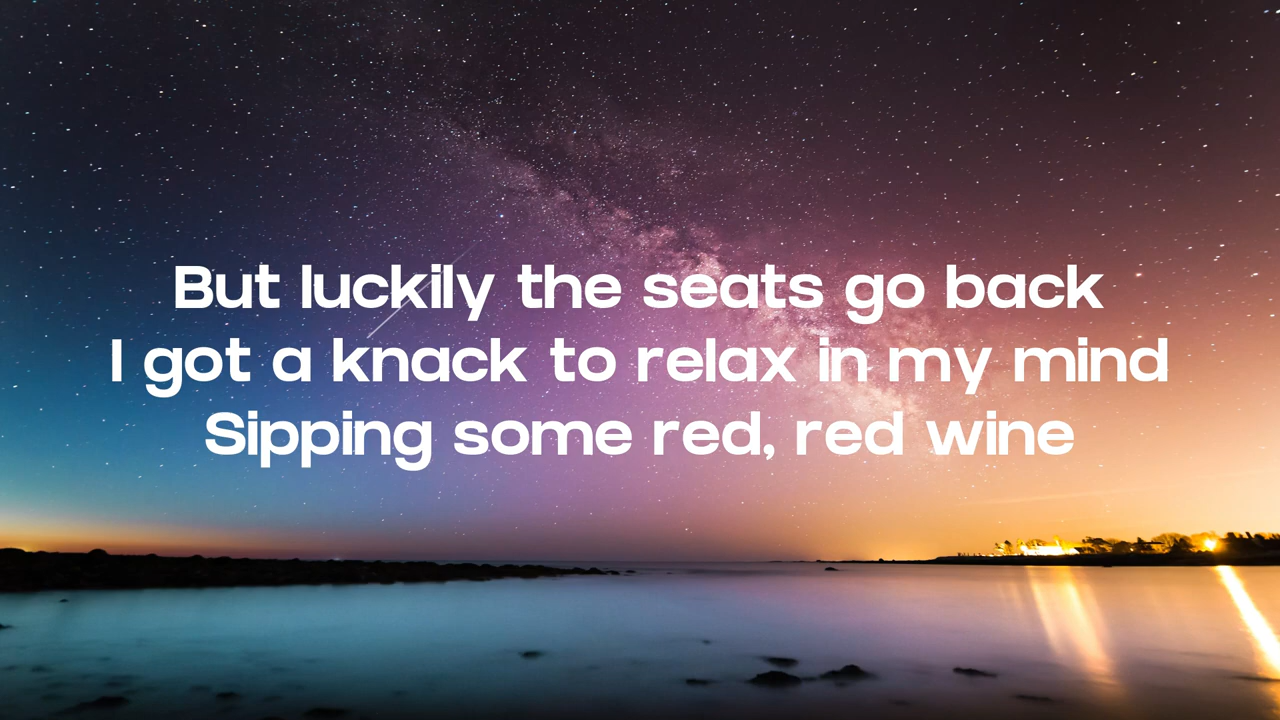 But luckily the seats go back
I got a knack to relax in my mind
Sipping some red, red wine